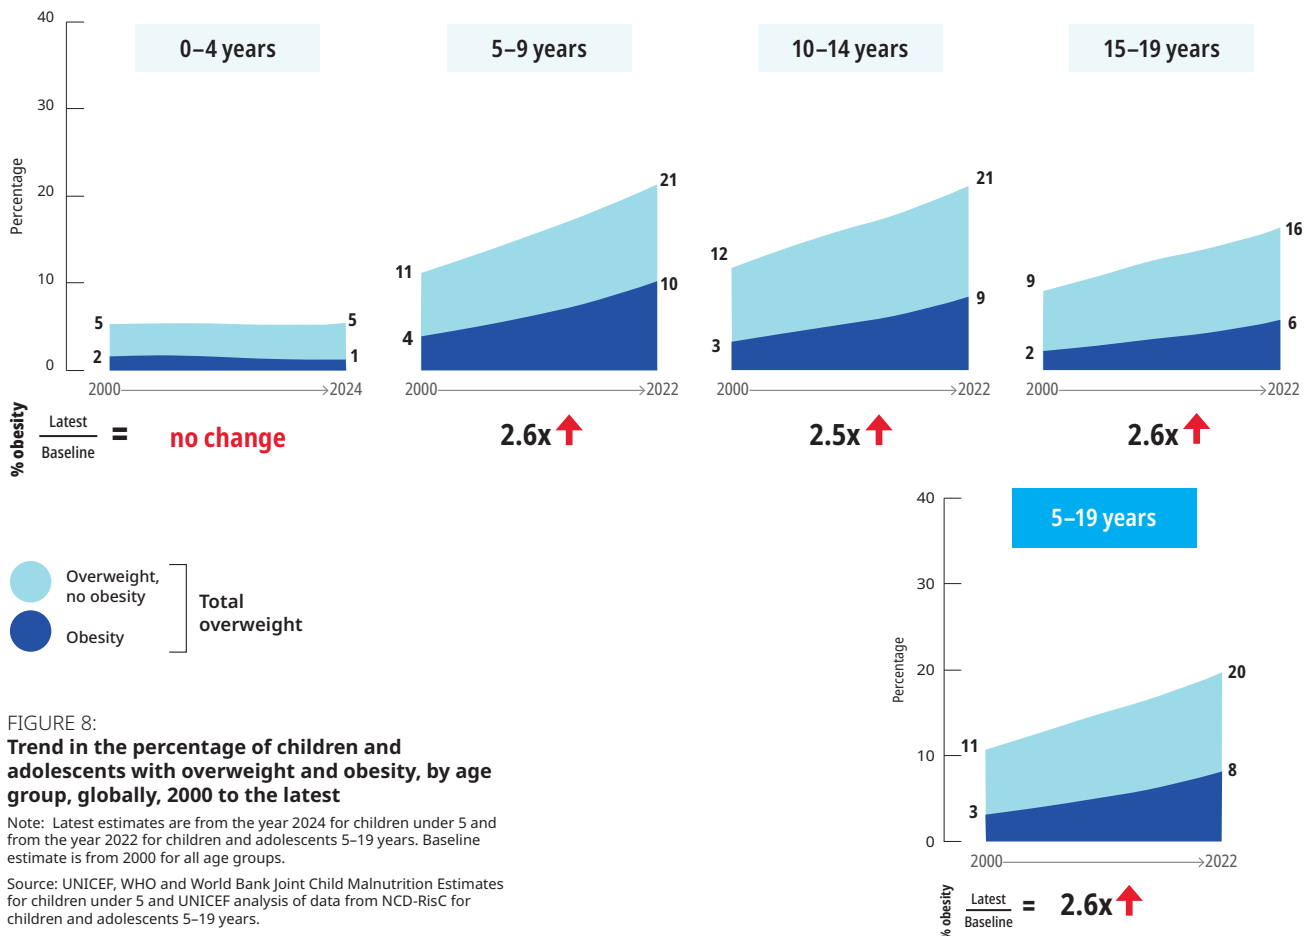 40
30
20
10
0
Percentage
0–4 years
5
2
5
1
2000
2024
5–9 years
11
4
21
10
2000
2022
10–14 years
12
3
21
9
2000
2022
15–19 years
9
2
16
6
2000
2022
% obesity
Latest
Baseline
=
no change
2.6x
2.5x
2.6x
Overweight,
no obesity
Obesity
Total
overweight
5–19 years
40
30
20
10
0
Percentage
11
3
20
8
2000
2022
% obesity
Latest
Baseline
=
2.6x
FIGURE 8:
Trend in the percentage of children and
adolescents with overweight and obesity, by age
group, globally, 2000 to the latest
Note: Latest estimates are from the year 2024 for children under 5 and
from the year 2022 for children and adolescents 5–19 years. Baseline
estimate is from 2000 for all age groups.
Source: UNICEF, WHO and World Bank Joint Child Malnutrition Estimates
for children under 5 and UNICEF analysis of data from NCD-RisC for
children and adolescents 5–19 years.